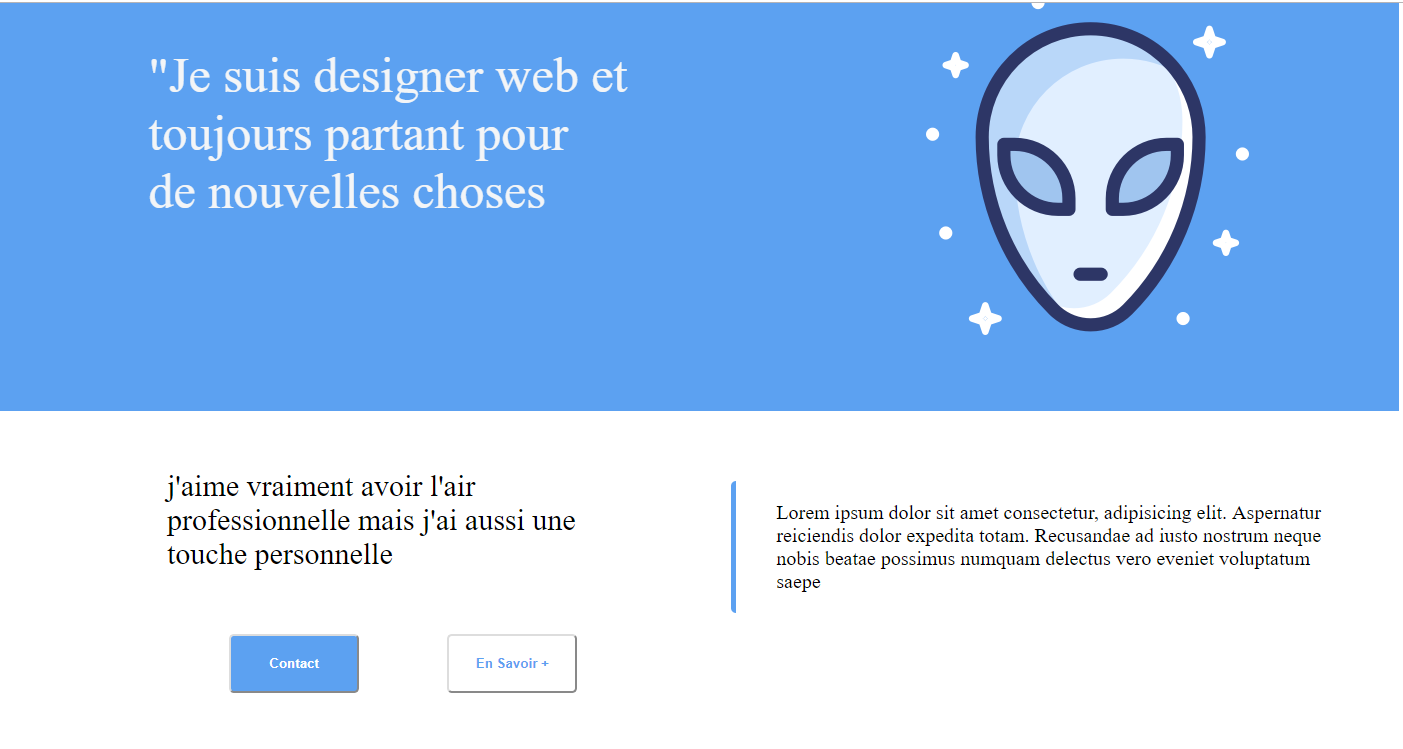 "Je suis designer web et
toujours partant pour
de nouvelles choses
j'aime vraiment avoir l'air
professionnelle mais j'ai aussi une
touche personnelle
Contact
En Savoir +
Lorem ipsum dolor sit amet consectetur, adipisicing elit. Aspernatur
reiciendis dolor expedita totam. Recusandae ad iusto nostrum neque
nobis beatae possimus numquam delectus vero eveniet voluptatum
saepe